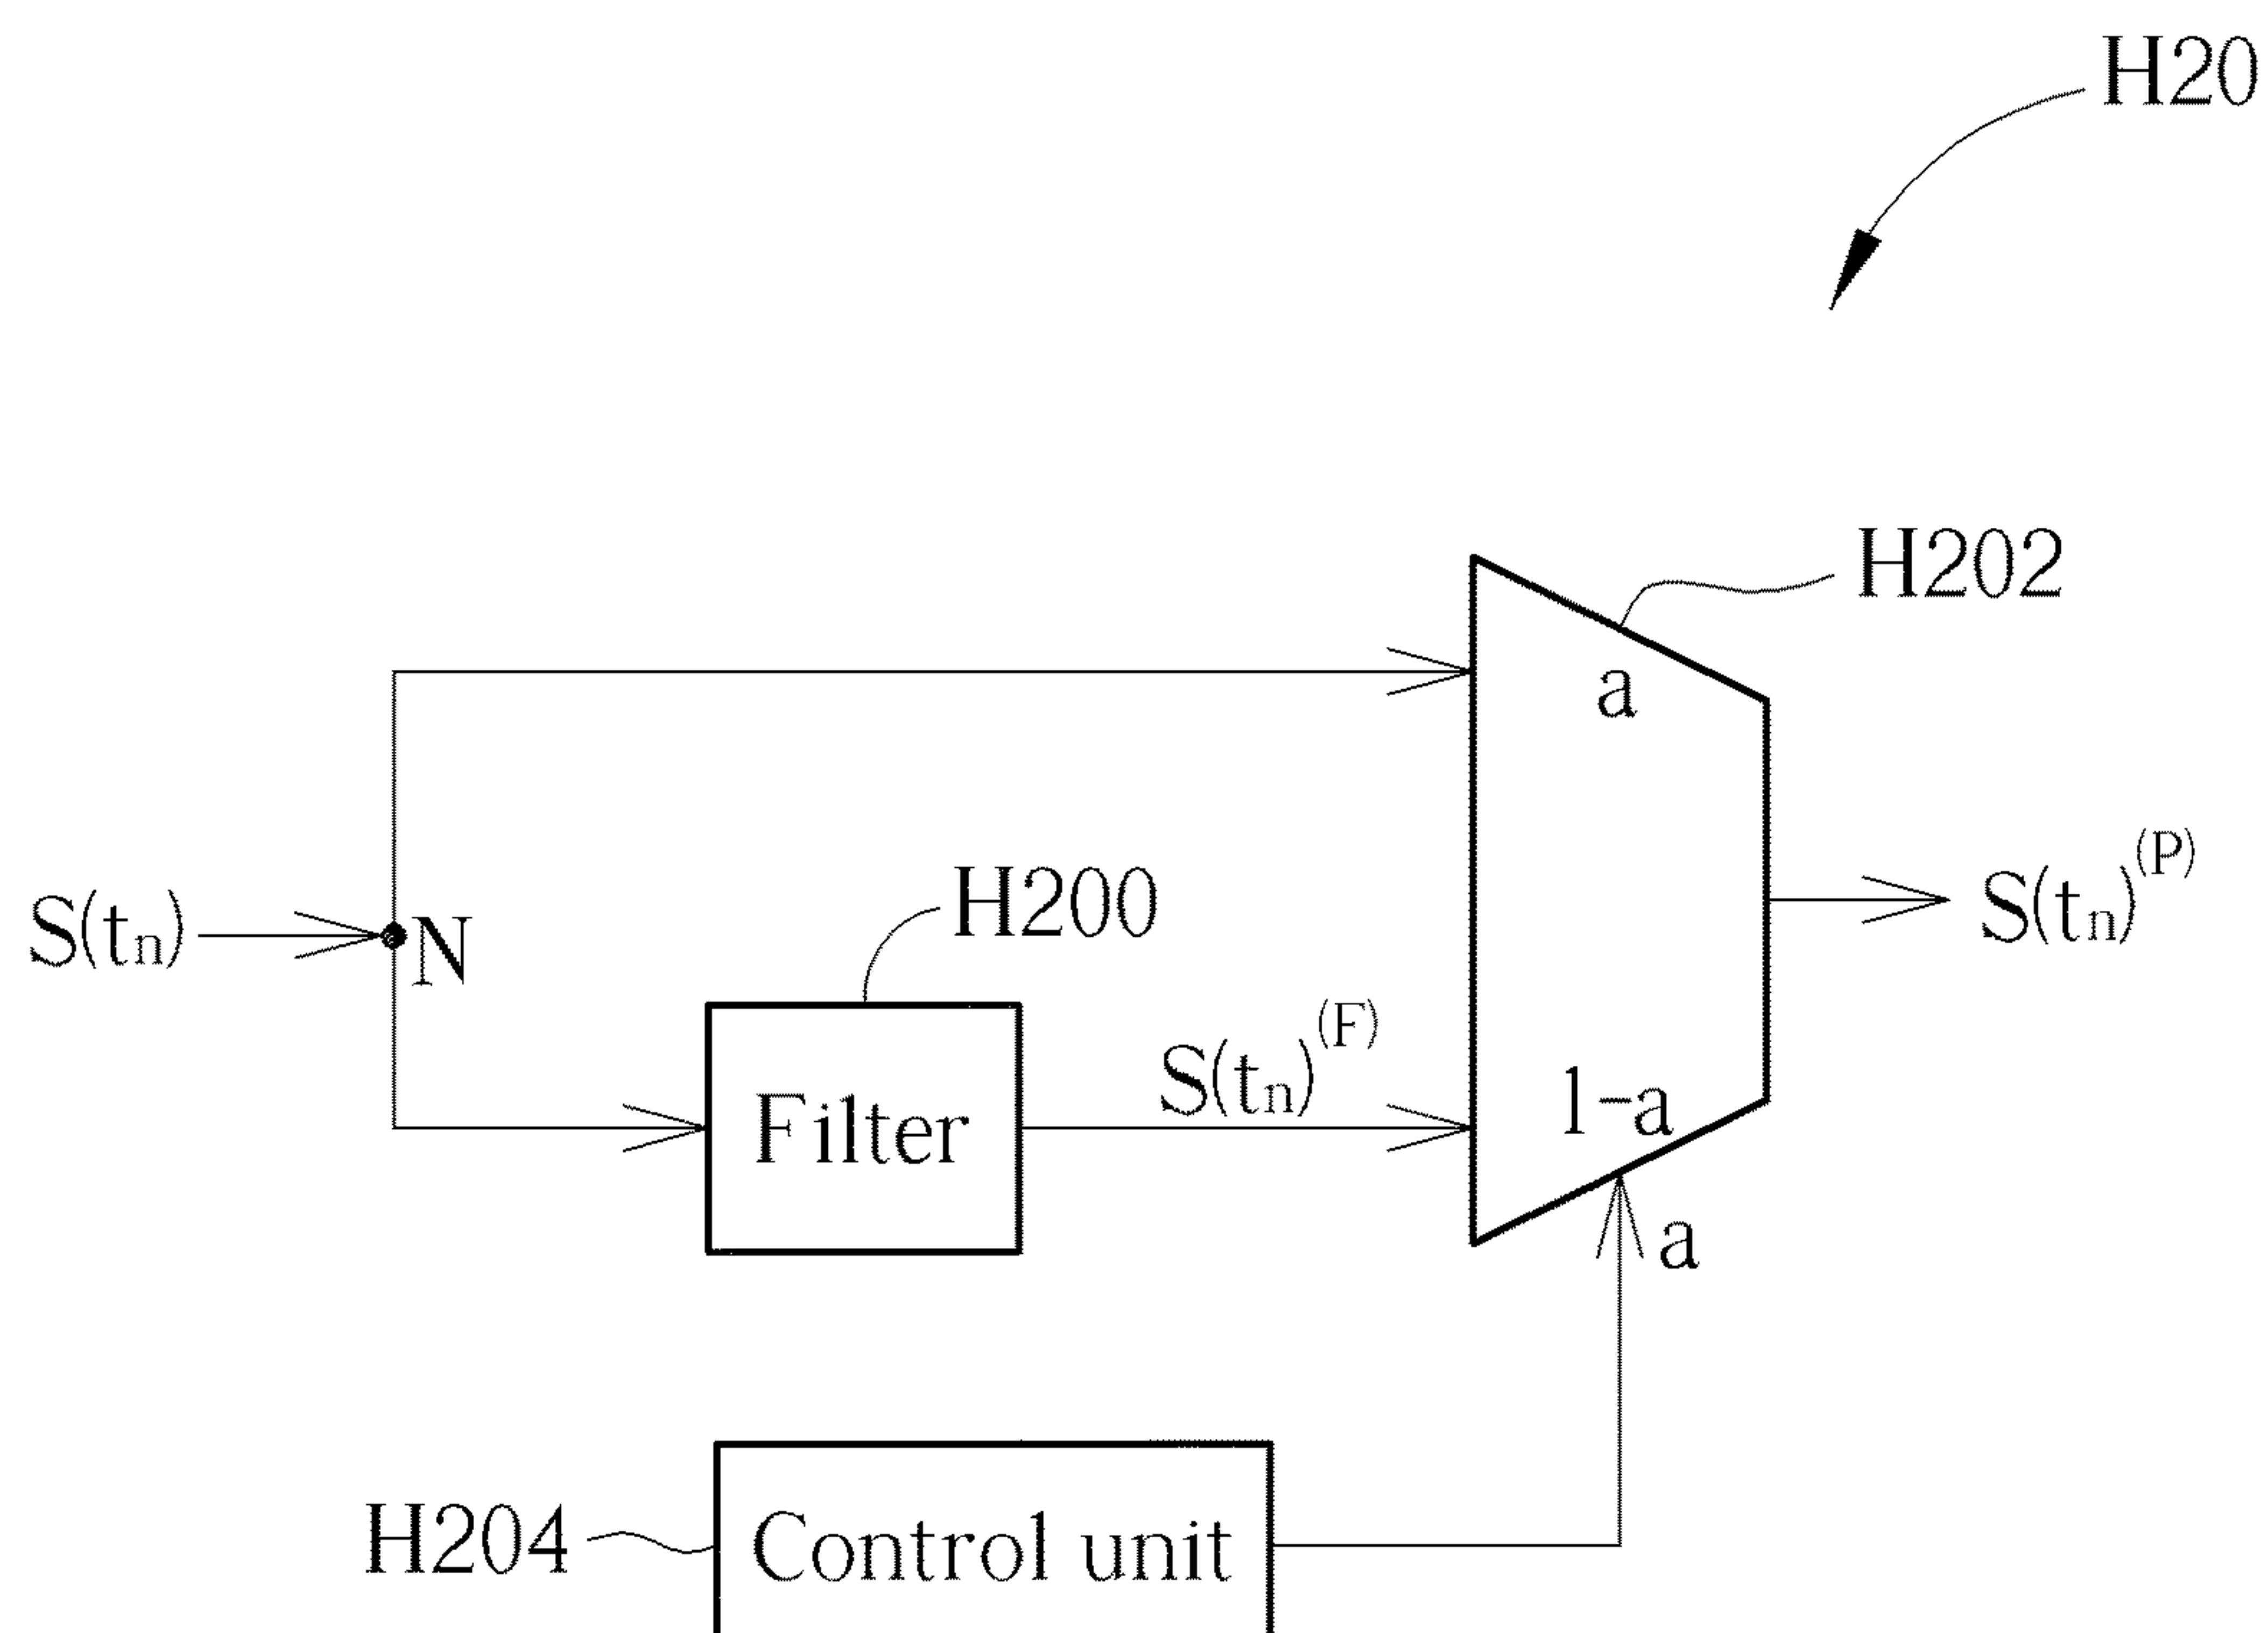 H20
H202
a
S(tn)
N
H200
S(tn)(P)
Filter
S(tn)(F)
1-a
a
H204
Control unit